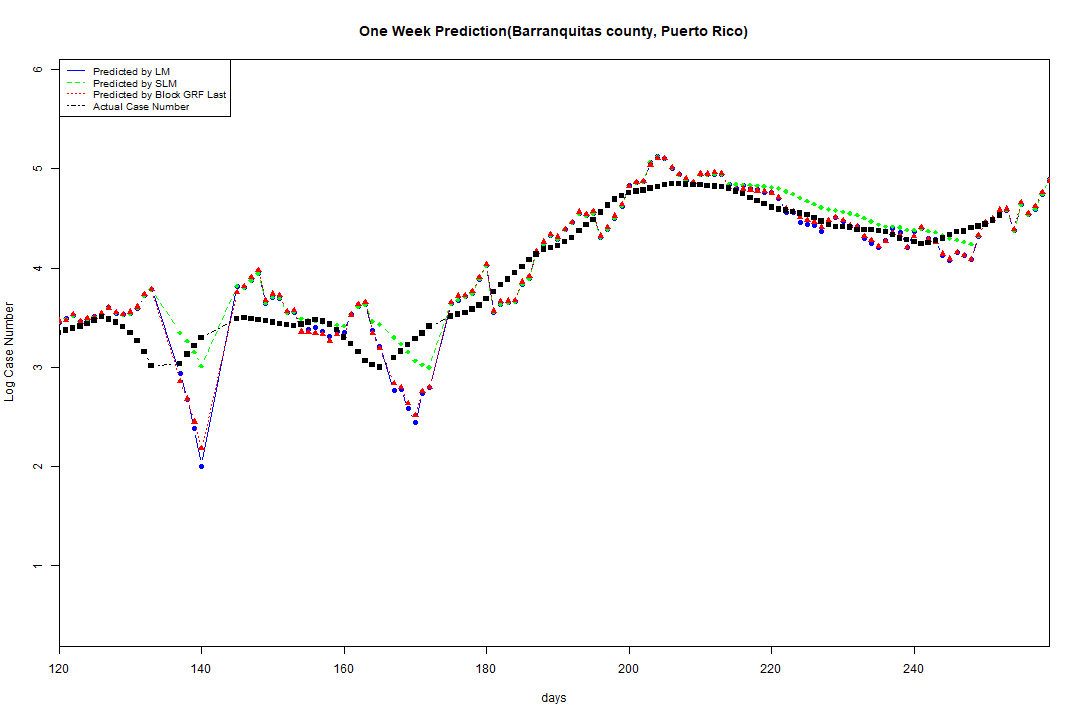 One Week Prediction(Barranquitas county, Puerto Rico)
Predicted by LM
Predicted by SLM
Predicted by Block GRF Last
Actual Case Number
6
5
4
3
2
1
Log Case Number
120 140 160 180 200 220 240
days